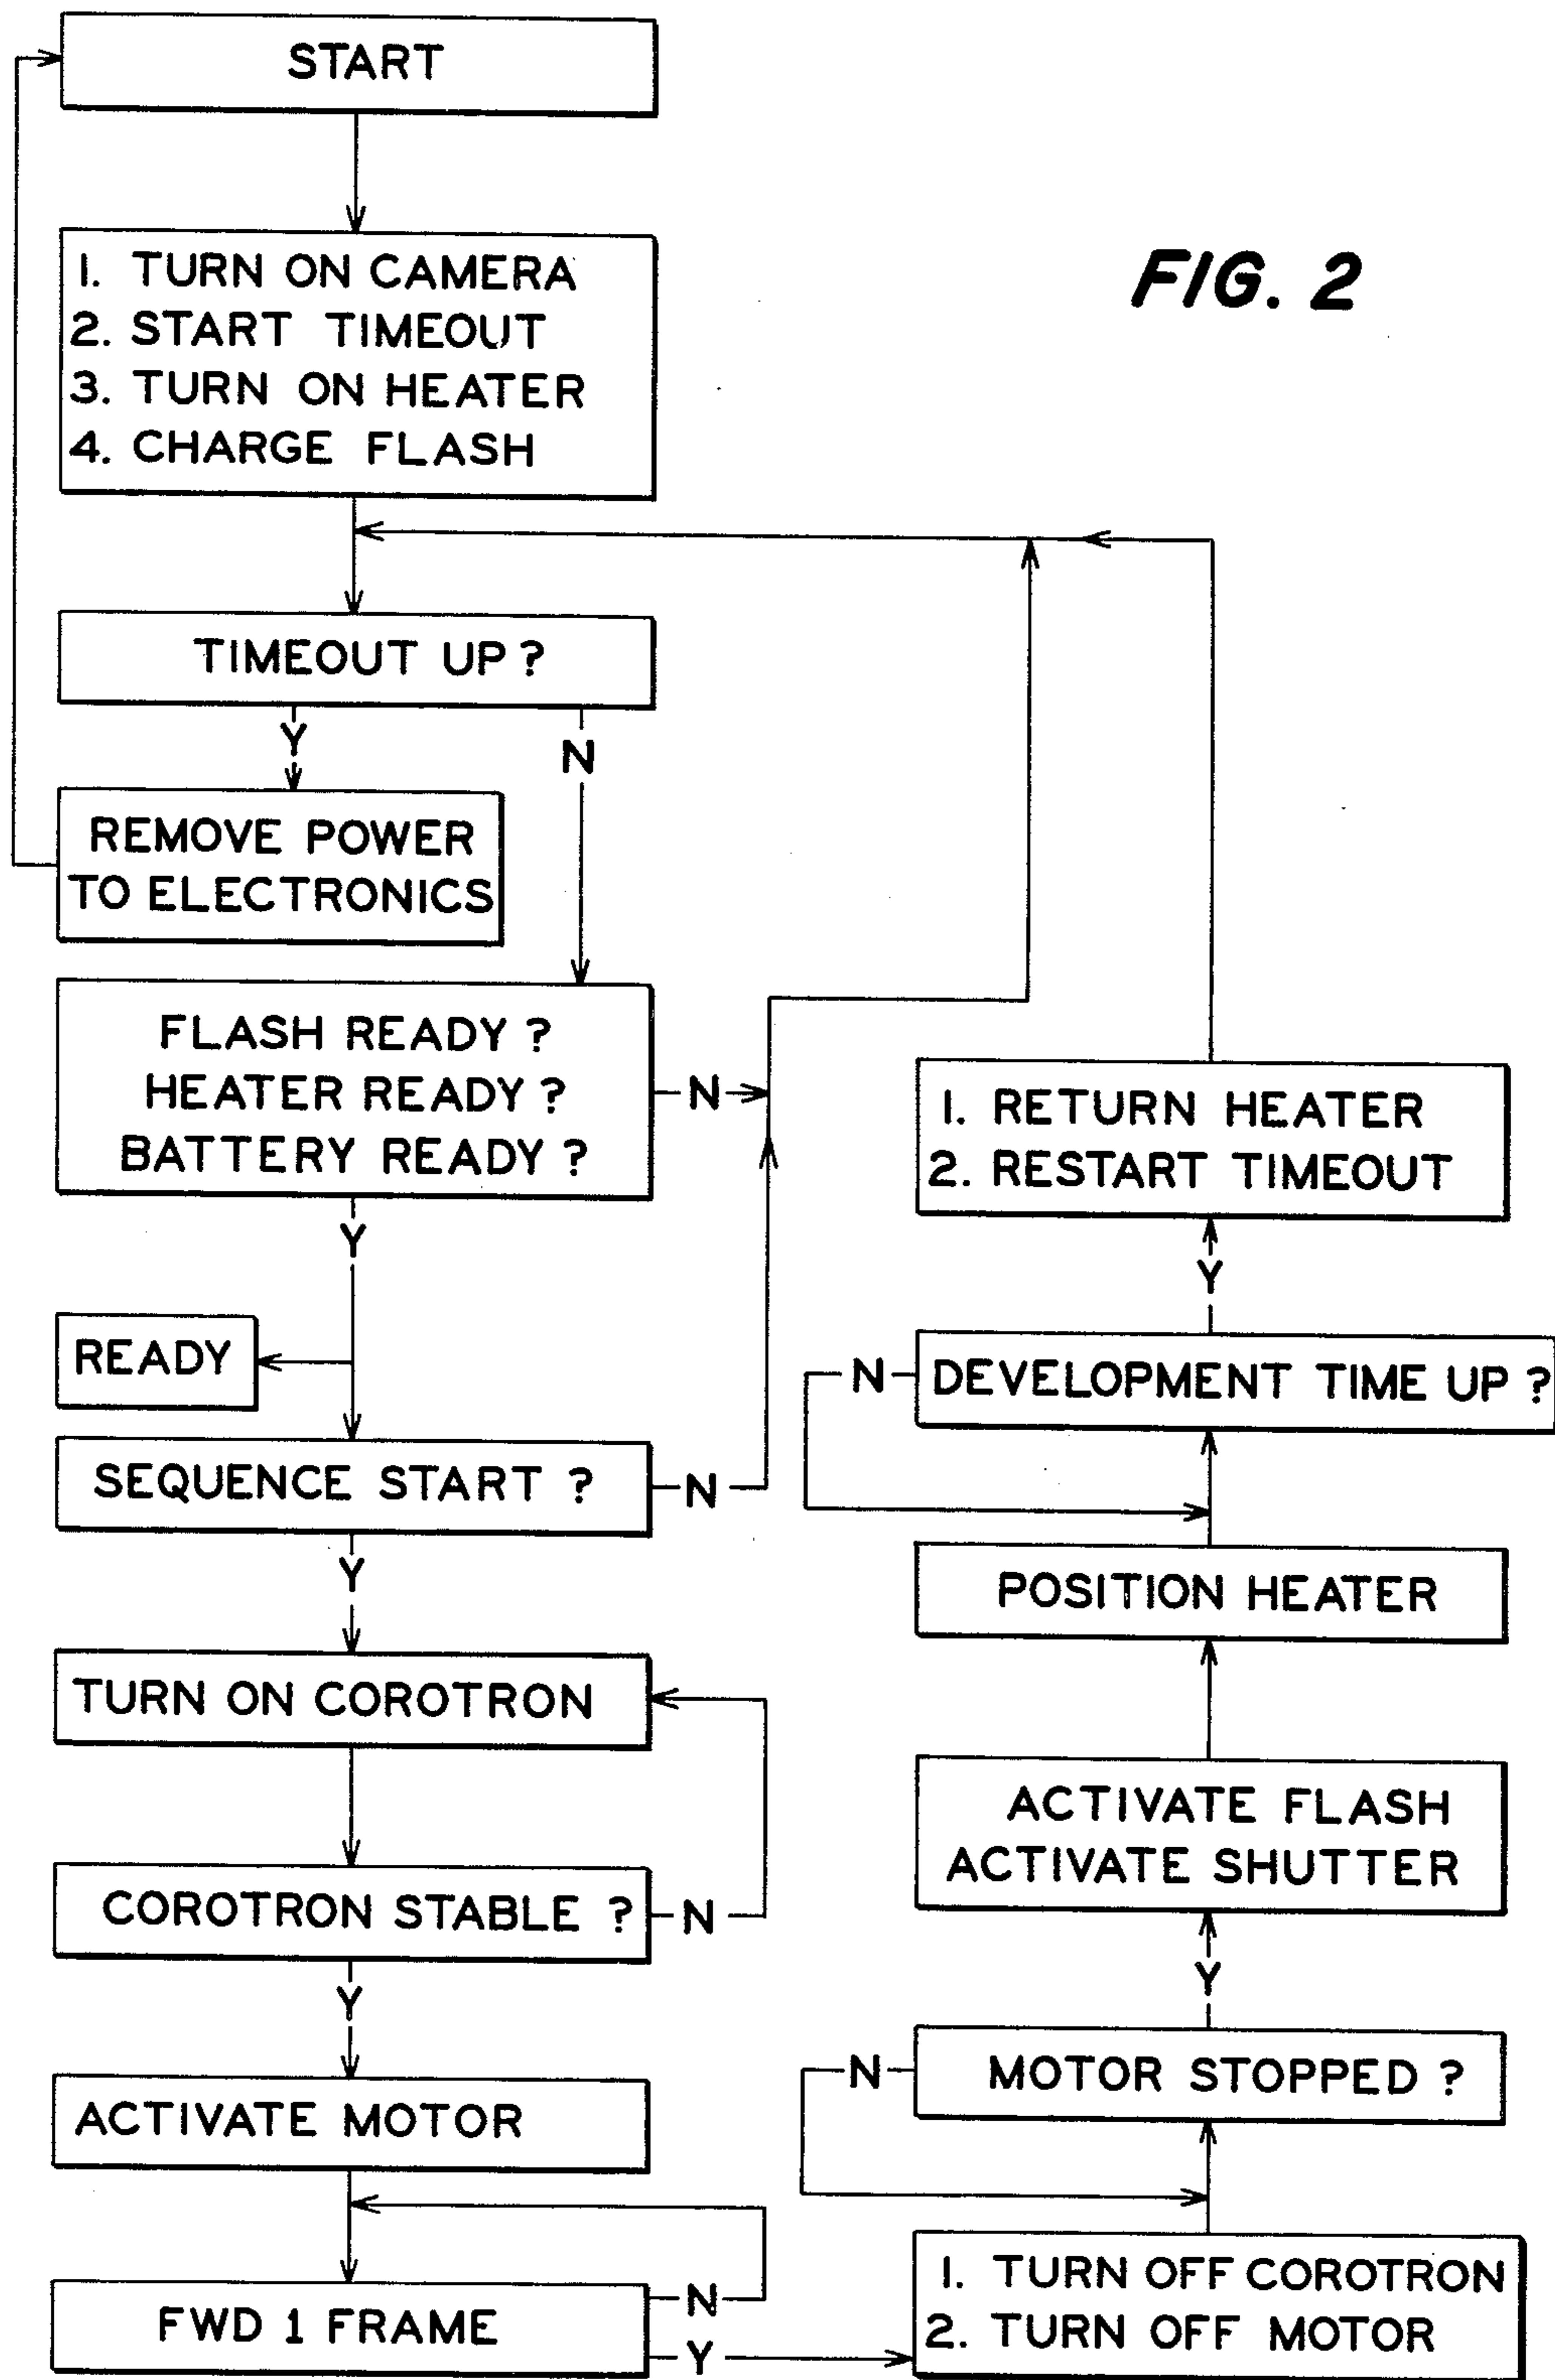 START
FIG. 2
1. TURN ON CAMERA
2. START TIMEOUT
3. TURN ON HEATER
4. CHARGE FLASH
TIMEOUT UP ?
Y
N
REMOVE POWER
TO ELECTRONICS
FLASH READY ?
HEATER READY ?
BATTERY READY ?
N
Y
READY
SEQUENCE START ?
N
Y
TURN ON COROTRON
COROTRON STABLE ?
N
Y
ACTIVATE MOTOR
FWD 1 FRAME
N
Y
1. TURN OFF COROTRON
2. TURN OFF MOTOR
MOTOR STOPPED ?
N
Y
ACTIVATE FLASH
ACTIVATE SHUTTER
POSITION HEATER
DEVELOPMENT TIME UP ?
N
Y
1. RETURN HEATER
2. RESTART TIMEOUT